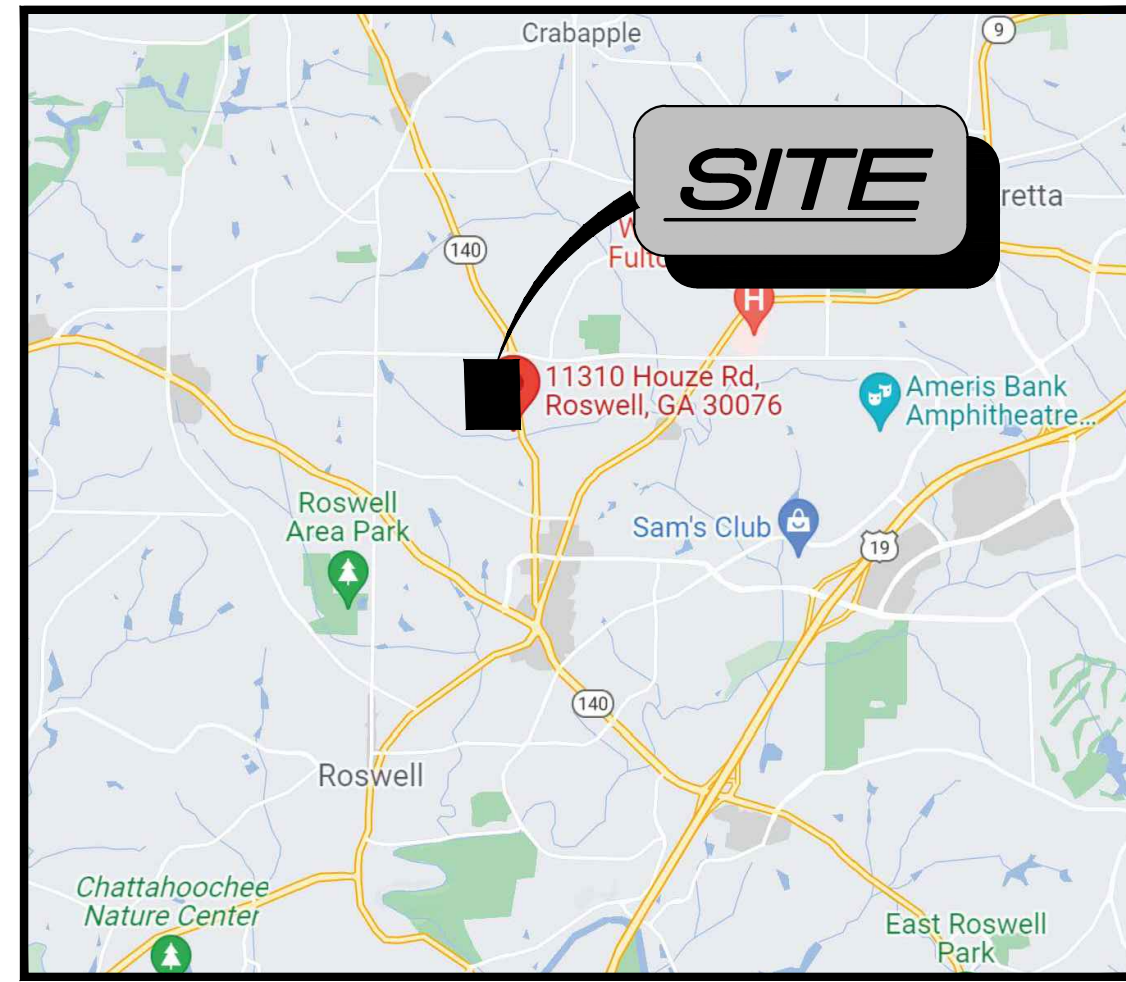 Crabapple
9
SITE
retta
140
W
Fulto
H
11310 Houze Rd,
Roswell, GA 30076
Ameris Bank
Amphitheatre...
Roswell
Area Park
Sam's Club
19
140
Roswell
Chattahoochee
Nature Center
East Roswell
Park